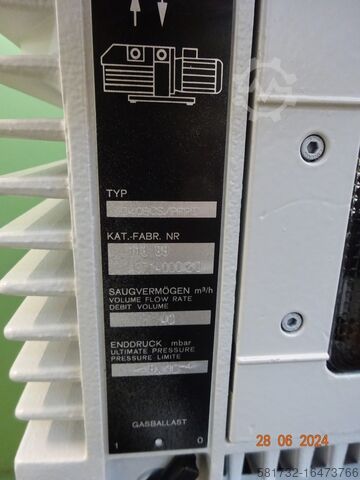 TYP
KAT.-FABR. NR
SAUGVERMÖGEN m³/h
VOLUME FLOW RATE
DEBIT VOLUME
40
ENDDRUCK mbar
ULTIMATE PRESSURE
PRESSURE LIMITE
GASBALLAST
1 0
28 06 2024
581732-16473766